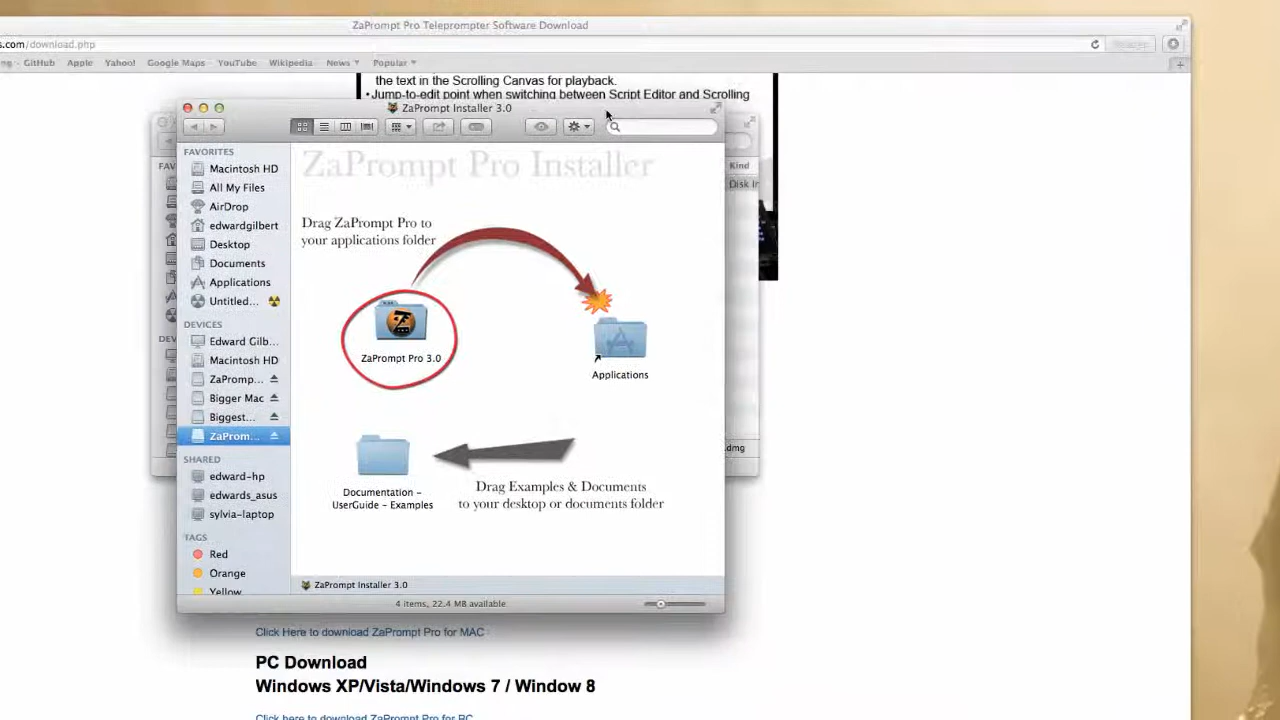 ZaPrompt Pro Teleprompter Software Download
s.com/download.php
GitHub Apple Yahoo! Google Maps YouTube Wikipedia News Popular
the text in the Scrolling Canvas for playback.
• Jump-to-edit point when switching between Script Editor and Scrolling
ZaPrompt Installer 3.0
FAVORITES
Macintosh HD
All My Files
AirDrop
edwardgilbert
Desktop
Documents
Applications
Untitled...
DEVICES
Edward Gilb...
Macintosh HD
ZaPromp...
Bigger Mac
Biggest...
ZaProm...
SHARED
edward-hp
edwards_asus
sylvia-laptop
TAGS
Red
Orange
Yellow
ZaPrompt Pro Installer
Drag ZaPrompt Pro to
your applications folder
ZaPrompt Pro 3.0
Applications
Documentation -
UserGuide - Examples
Drag Examples & Documents
to your desktop or documents folder
ZaPrompt Installer 3.0
4 items, 22.4 MB available
FAV
DEV
Kind
Disk Ir
.dmg
Click Here to download ZaPrompt Pro for MAC
PC Download
Windows XP/Vista/Windows 7 / Window 8
Click here to download ZaPrompt Pro for PC